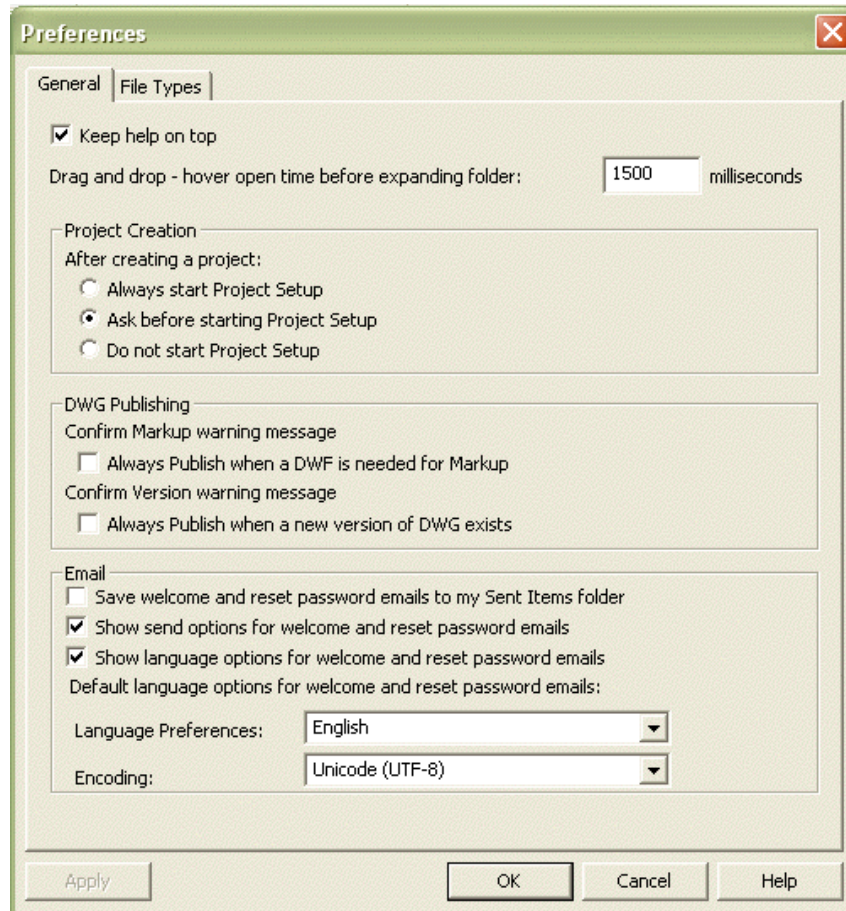 Preferences
General File Types
Keep help on top
Drag and drop - hover open time before expanding folder: 1500 milliseconds
Project Creation
After creating a project:
Always start Project Setup
Ask before starting Project Setup
Do not start Project Setup
DWG Publishing
Confirm Markup warning message
Always Publish when a DWF is needed for Markup
Confirm Version warning message
Always Publish when a new version of DWG exists
Email
Save welcome and reset password emails to my Sent Items folder
Show send options for welcome and reset password emails
Show language options for welcome and reset password emails
Default language options for welcome and reset password emails:
Language Preferences: English
Encoding: Unicode (UTF-8)
Apply OK Cancel Help